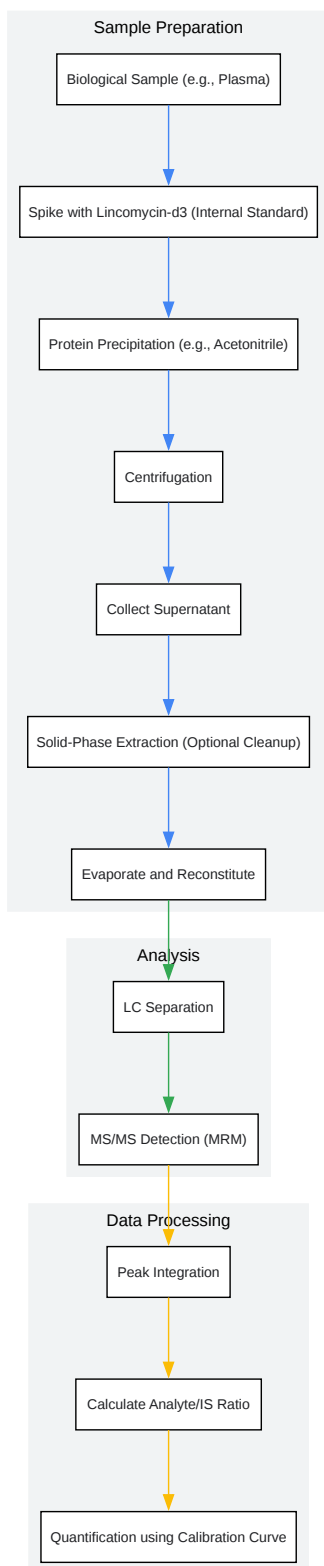 Sample Preparation
Biological Sample (e.g., Plasma)
Spike with Lincomycin-d3 (Internal Standard)
Protein Precipitation (e.g., Acetonitrile)
Centrifugation
Collect Supernatant
Solid-Phase Extraction (Optional Cleanup)
Evaporate and Reconstitute
Analysis
LC Separation
MS/MS Detection (MRM)
Data Processing
Peak Integration
Calculate Analyte/IS Ratio
Quantification using Calibration Curve